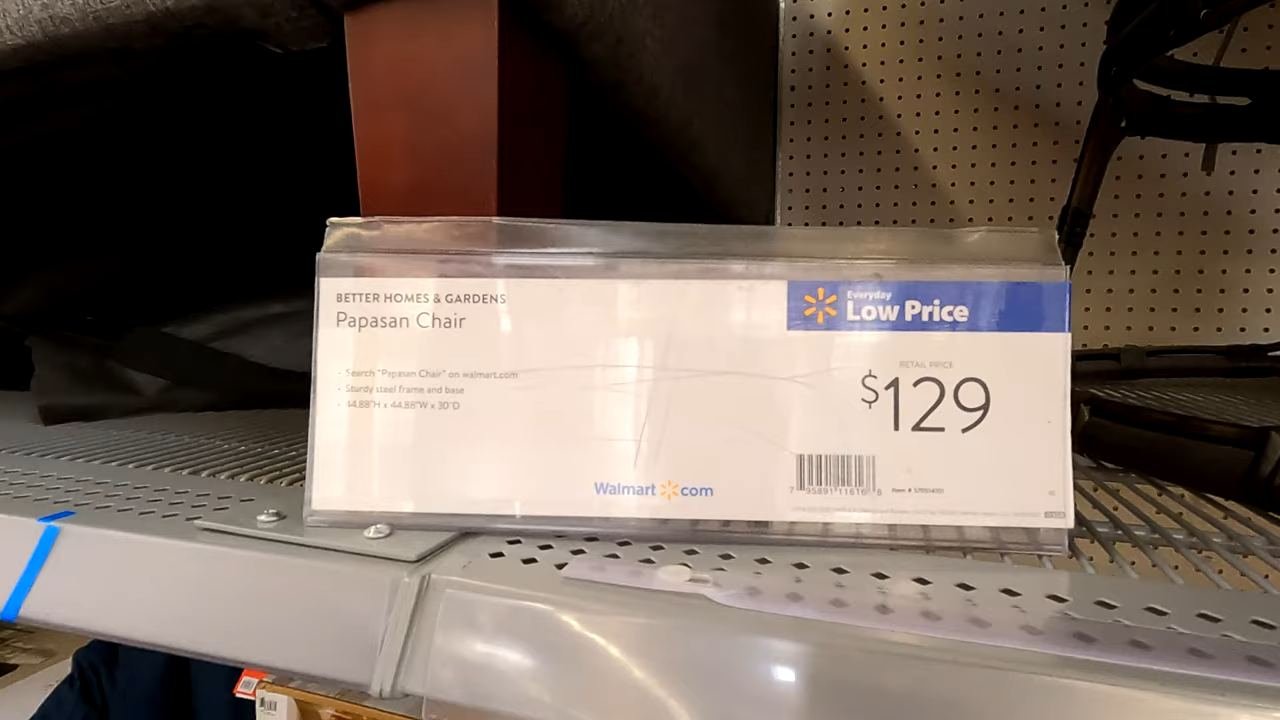 BETTER HOMES & GARDENS
Papasan Chair
· Search "Papasan Chair" on walmart.com
· Sturdy steel frame and base
· 44.88"H x 44.88"W x 30"D
Everyday
Low Price
RETAIL PRICE
$129
7 95891 11616 8
Item #
Walmart com